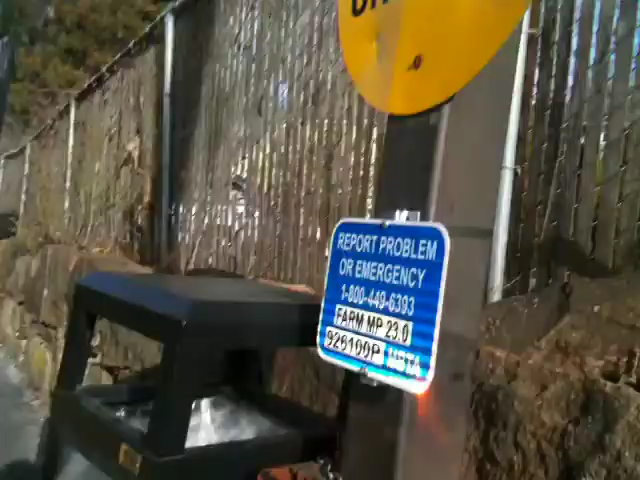 REPORT PROBLEM
OR EMERGENCY
1-800-449-6393
FARM MP 23.0
926100P